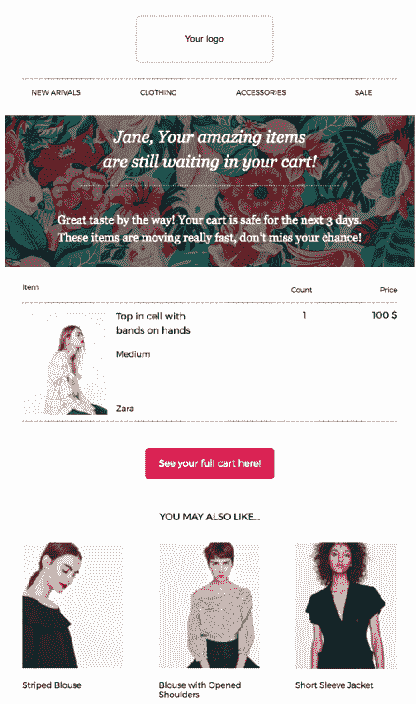 Your logo
NEW ARRIVALS CLOTHING ACCESSORIES SALE
Jane, Your amazing items
are still waiting in your cart!
Great taste by the way! Your cart is safe for the next 3 days.
These items are moving really fast, don't miss your chance!
Item Count Price
Top in cell with 1 100 $
bands on hands
Medium
Zara
See your full cart here!
YOU MAY ALSO LIKE...
Striped Blouse
Blouse with Opened
Shoulders
Short Sleeve Jacket